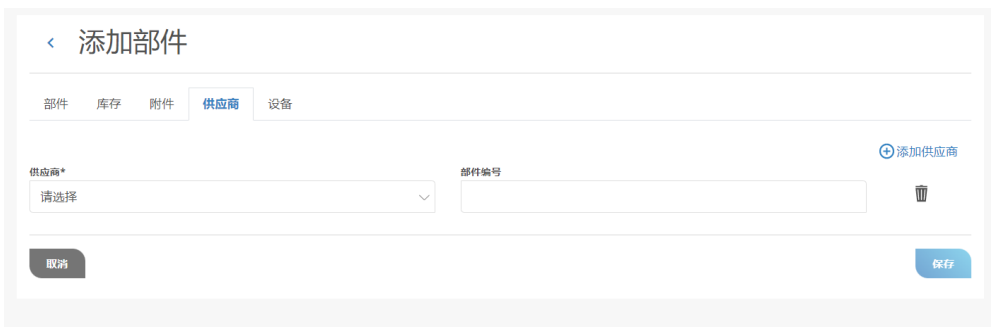 添加部件
部件 库存 附件 供应商 设备
添加供应商
供应商* 部件编号
请选择
取消 保存